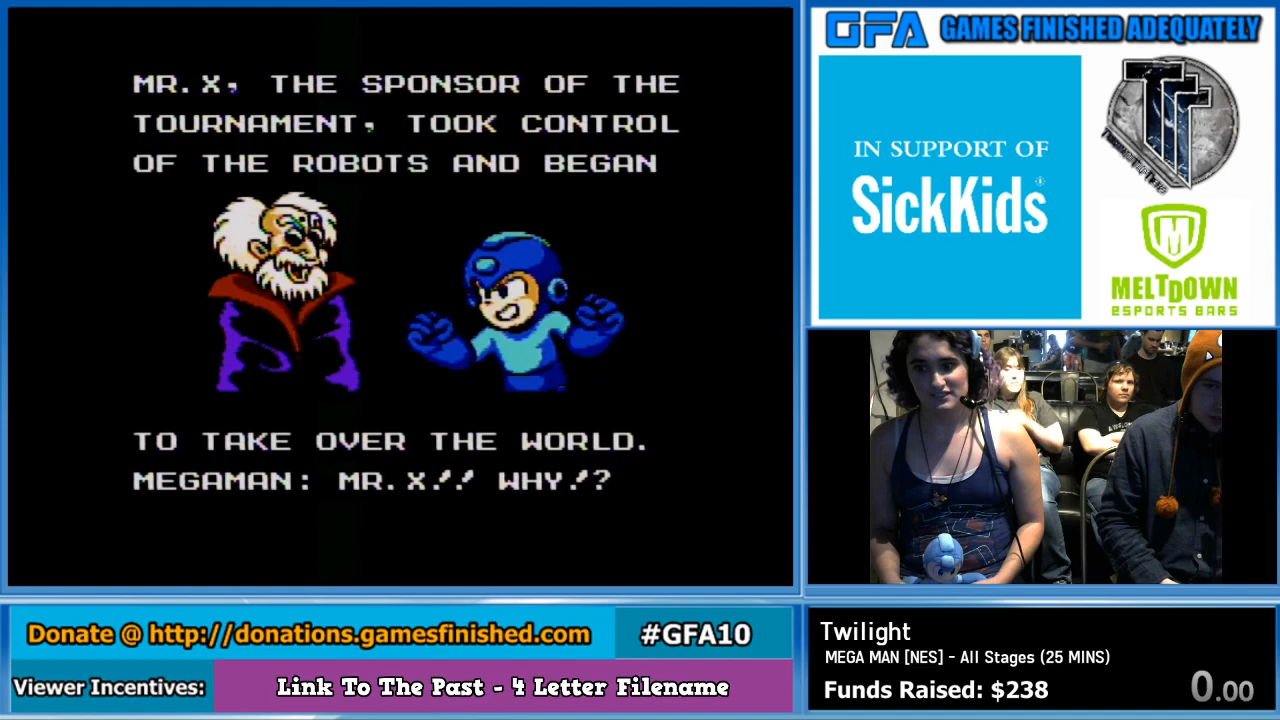 MR.X, THE SPONSOR OF THE
TOURNAMENT, TOOK CONTROL
OF THE ROBOTS AND BEGAN
TO TAKE OVER THE WORLD.
MEGAMAN: MR.X!! WHY!?
GFA GAMES FINISHED ADEQUATELY
IN SUPPORT OF
SickKids
MELTDOWN
ESPORTS BARS
Donate @ http://donations.gamesfinished.com
#GFA10
Viewer Incentives:
Link To The Past - 4 Letter Filename
Twilight
MEGA MAN [NES] - All Stages (25 MINS)
Funds Raised: $238
0.00